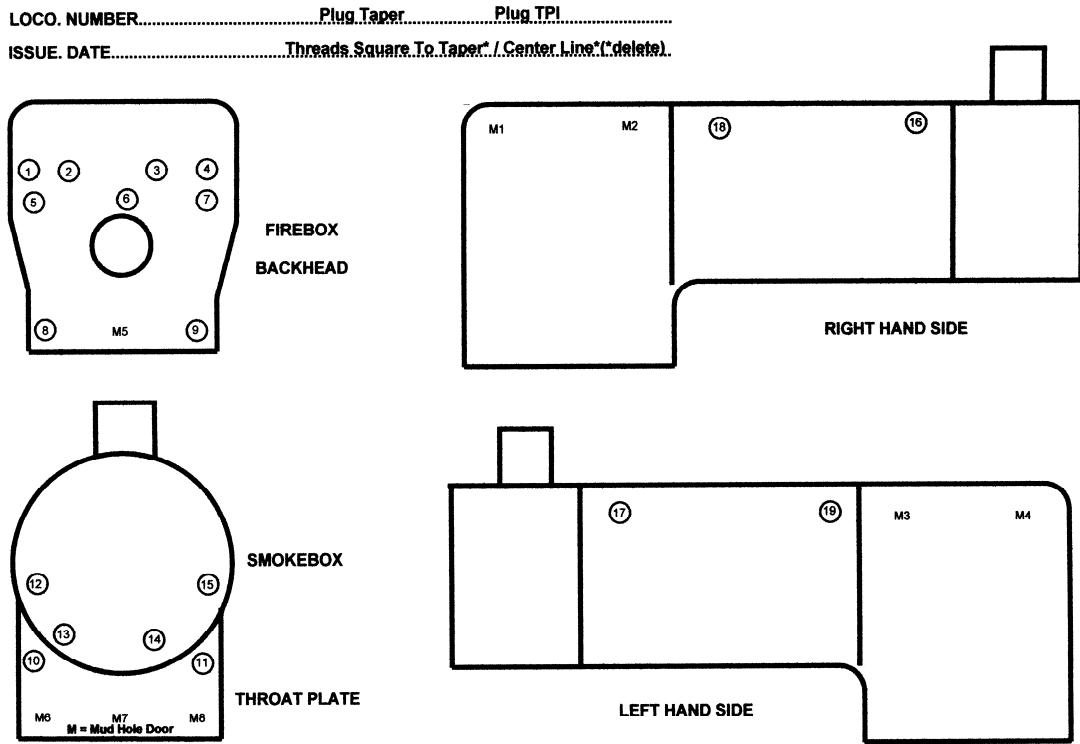 LOCO. NUMBER.................................Plug Taper.................Plug TPI....................
ISSUE. DATE................................Threads Square To Taper* / Center Line*(*delete)
M1 M2 18 16
1 2 3 4
5 6 7
FIREBOX
BACKHEAD
8 M5 9
RIGHT HAND SIDE
17 19 M3 M4
SMOKEBOX
12 15
13 14
10 11
THROAT PLATE
LEFT HAND SIDE
M6 M7 M8
M = Mud Hole Door